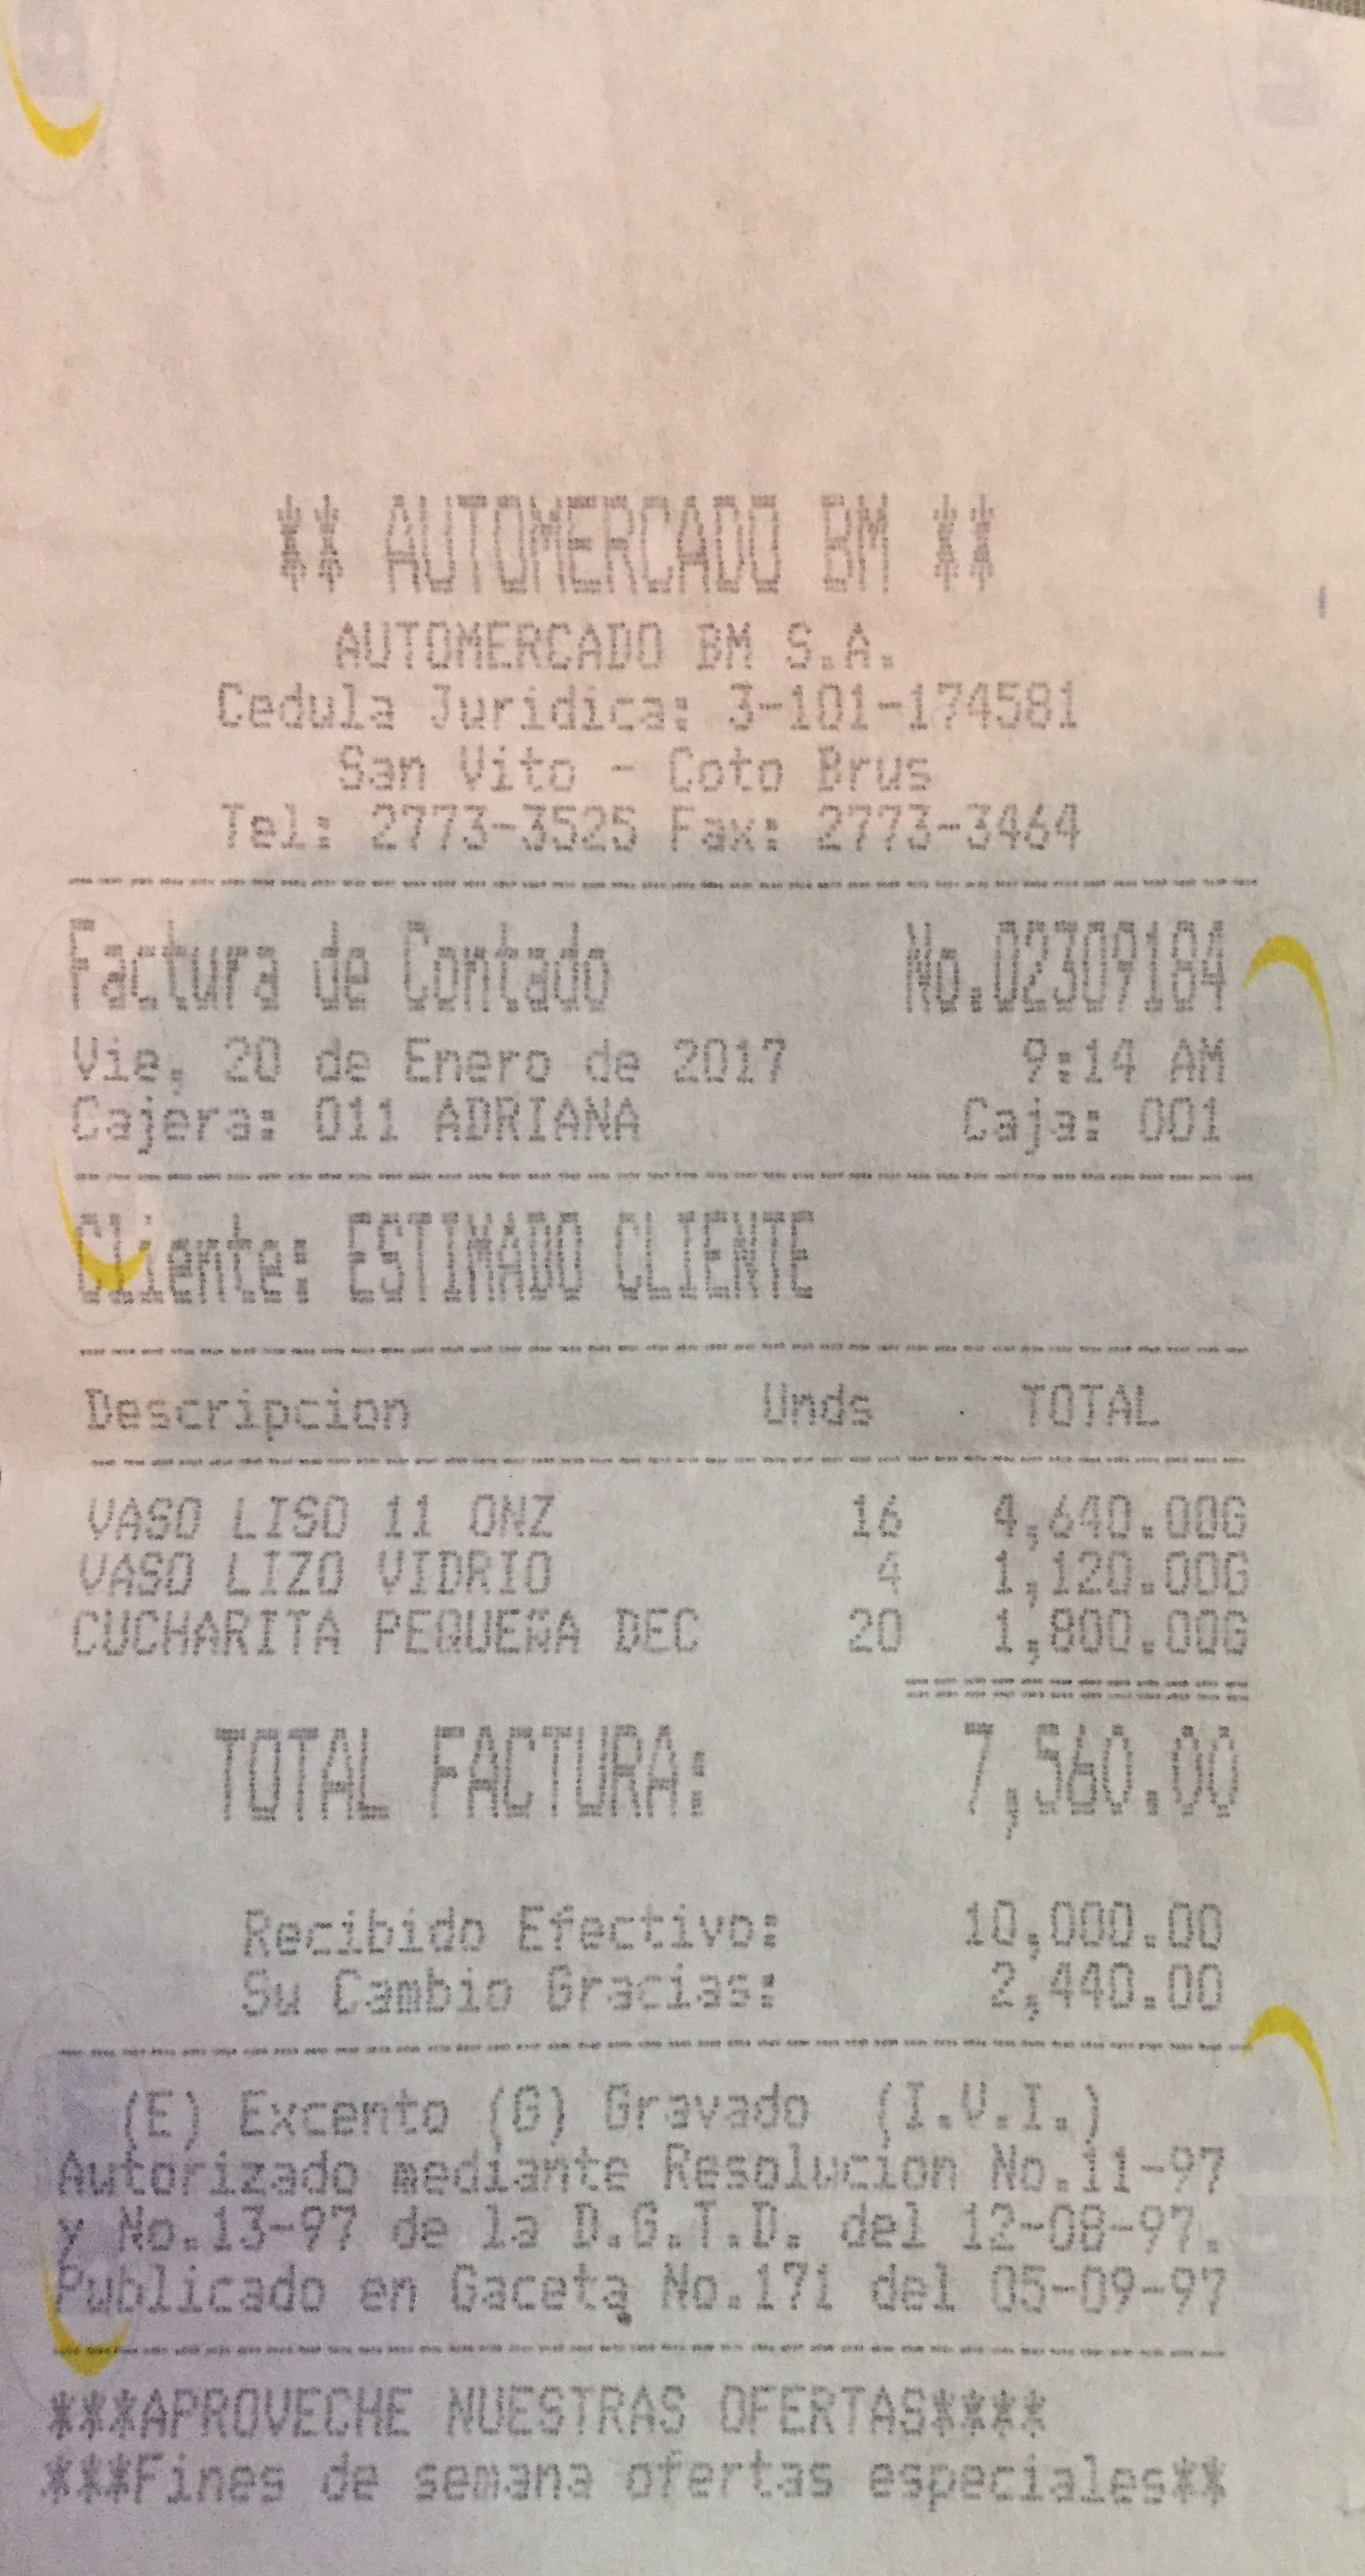 ** AUTOMERCADO BM **
AUTOMERCADO BM S.A.
Cedula Juridica: 3-101-174581
San Vito - Coto Brus
Tel: 2773-3525 Fax: 2773-3464
Factura de Contado No.02309184
Vie, 20 de Enero de 2017 9:14 AM
Cajera: 011 ADRIANA Caja: 001
Cliente: ESTIMADO CLIENTE
Descripcion Unds TOTAL
VASO LISO 11 ONZ 16 4,640.00G
VASO LIZO VIDRIO 4 1,120.00G
CUCHARITA PEQUEÑA DEC 20 1,800.00G
TOTAL FACTURA: 7,560.00
Recibido Efectivo: 10,000.00
Su Cambio Gracias: 2,440.00
(E) Excento (G) Gravado (I.V.I.)
Autorizado mediante Resolucion No.11-97
y No.13-97 de la D.G.T.D. del 12-08-97.
Publicado en Gaceta No.171 del 05-09-97
***APROVECHE NUESTRAS OFERTAS****
***Fines de semana ofertas especiales**